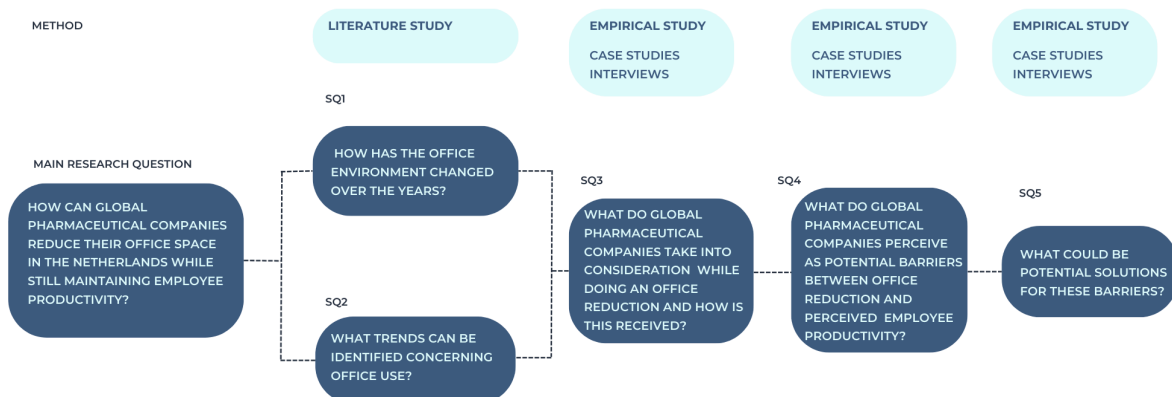 METHOD
LITERATURE STUDY
EMPIRICAL STUDY
CASE STUDIES
INTERVIEWS
EMPIRICAL STUDY
CASE STUDIES
INTERVIEWS
EMPIRICAL STUDY
CASE STUDIES
INTERVIEWS
MAIN RESEARCH QUESTION
HOW CAN GLOBAL
PHARMACEUTICAL COMPANIES
REDUCE THEIR OFFICE SPACE
IN THE NETHERLANDS WHILE
STILL MAINTAINING EMPLOYEE
PRODUCTIVITY?
SQ1
HOW HAS THE OFFICE
ENVIRONMENT CHANGED
OVER THE YEARS?
SQ2
WHAT TRENDS CAN BE
IDENTIFIED CONCERNING
OFFICE USE?
SQ3
WHAT DO GLOBAL
PHARMACEUTICAL
COMPANIES TAKE INTO
CONSIDERATION WHILE
DOING AN OFFICE
REDUCTION AND HOW IS
THIS RECEIVED?
SQ4
WHAT DO GLOBAL
PHARMACEUTICAL
COMPANIES PERCEIVE
AS POTENTIAL BARRIERS
BETWEEN OFFICE
REDUCTION AND
PERCEIVED EMPLOYEE
PRODUCTIVITY?
SQ5
WHAT COULD BE
POTENTIAL SOLUTIONS
FOR THESE BARRIERS?